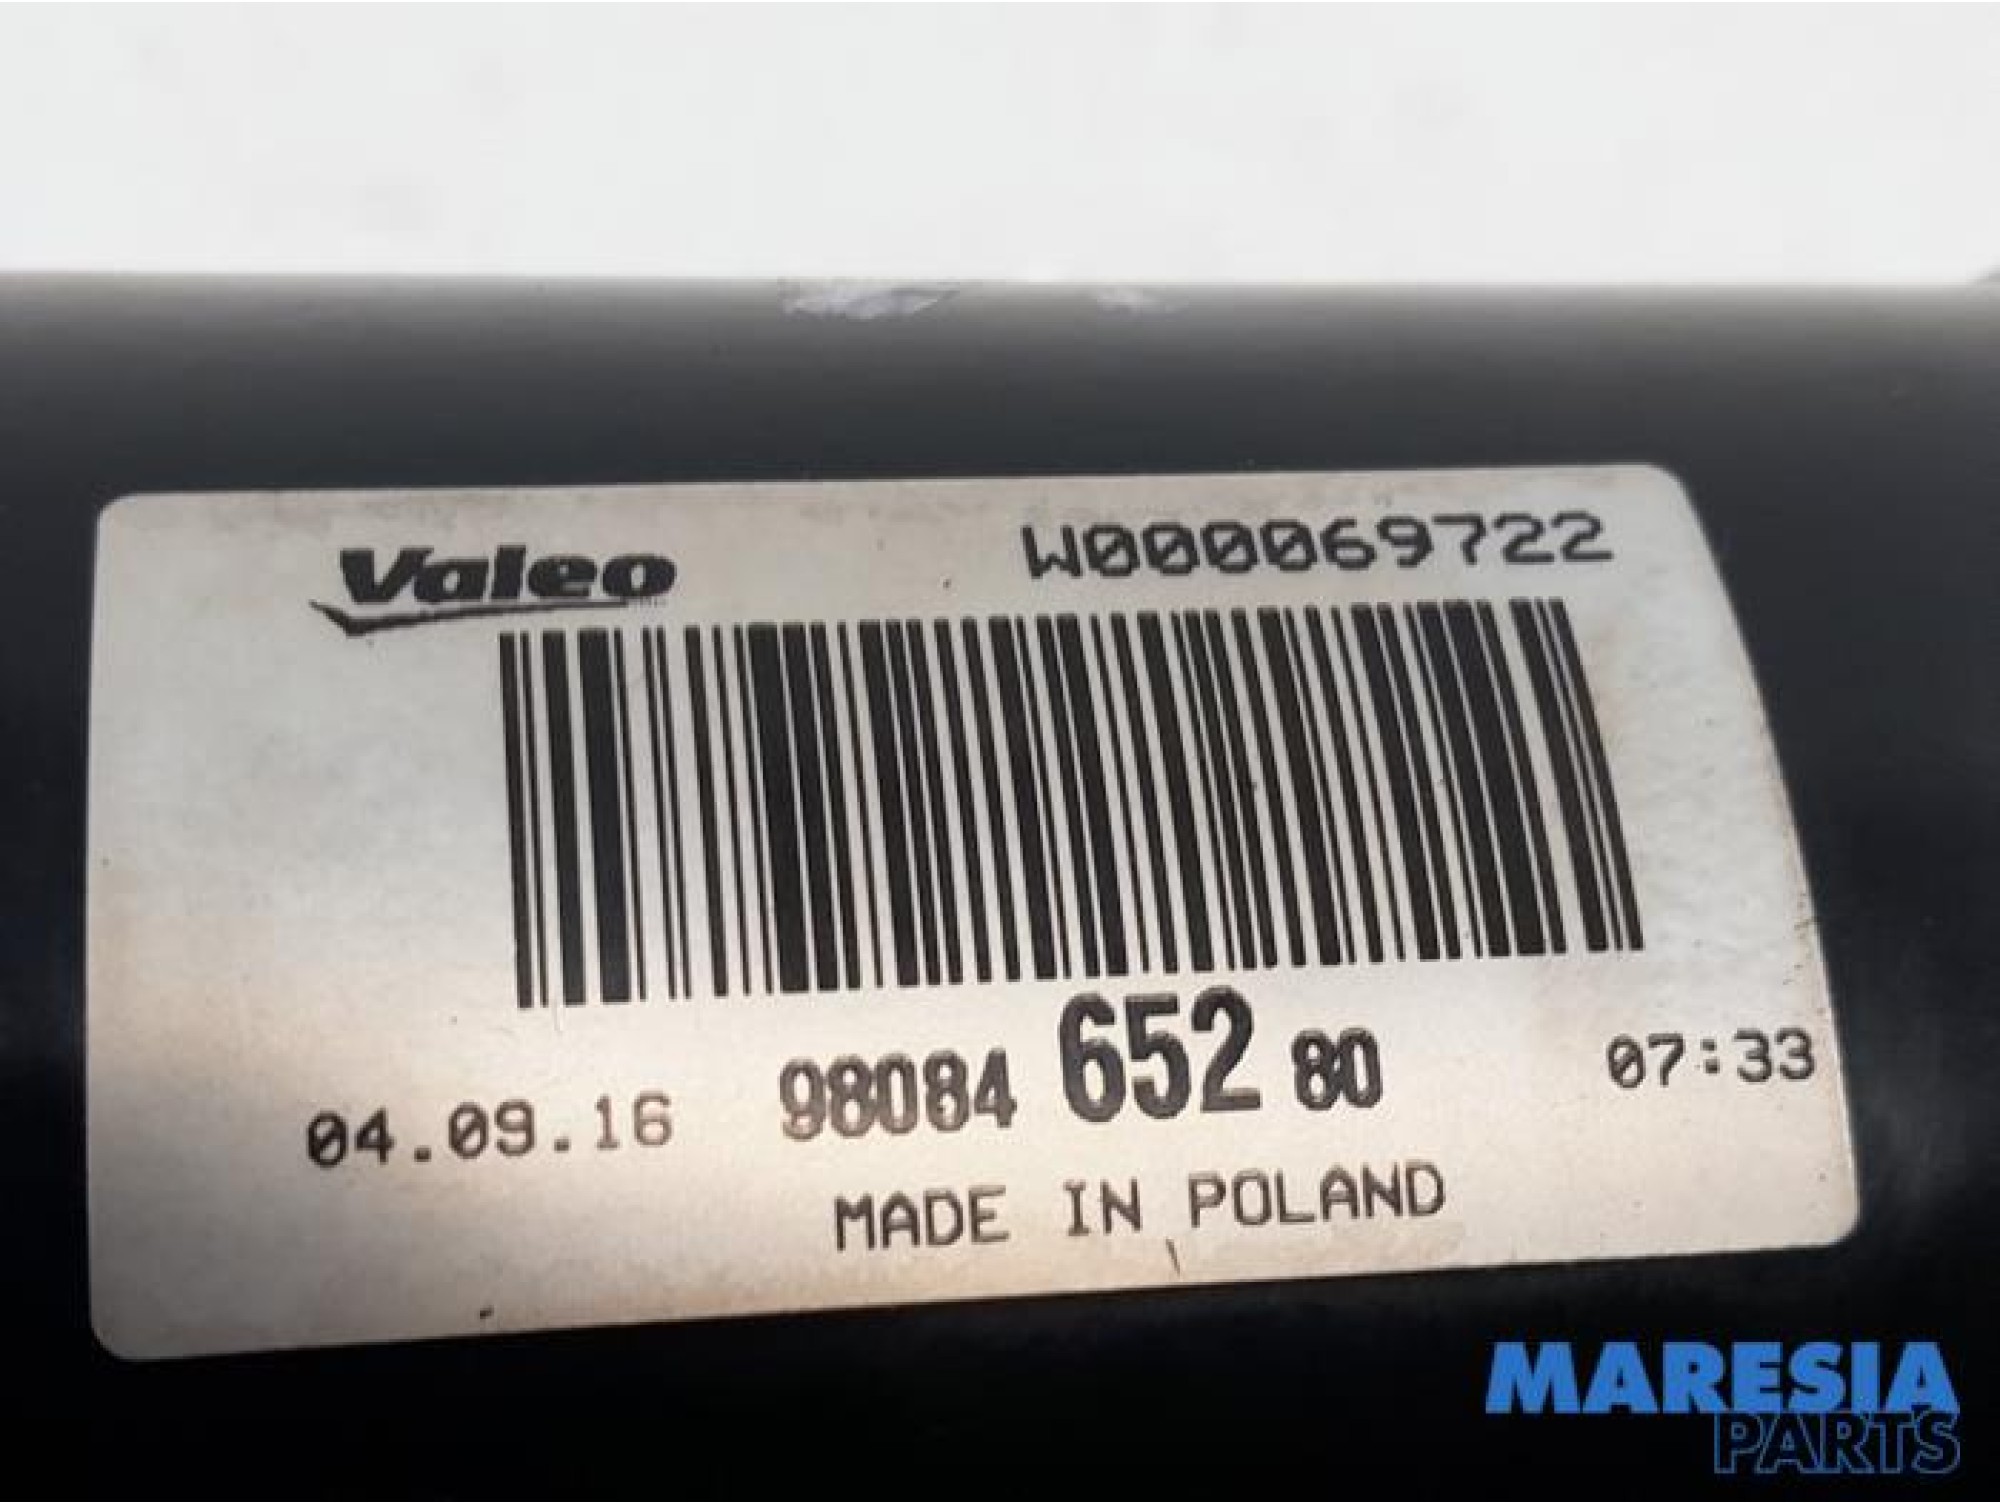 Valeo W000069722
04.09.16 98084 652 80 07:33
MADE IN POLAND
MARESIA
PARTS